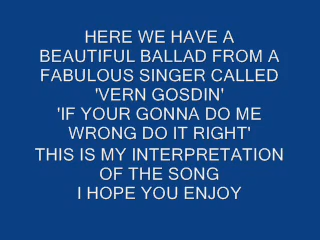 HERE WE HAVE A
BEAUTIFUL BALLAD FROM A
FABULOUS SINGER CALLED
'VERN GOSDIN'
'IF YOUR GONNA DO ME
WRONG DO IT RIGHT'
THIS IS MY INTERPRETATION
OF THE SONG
I HOPE YOU ENJOY